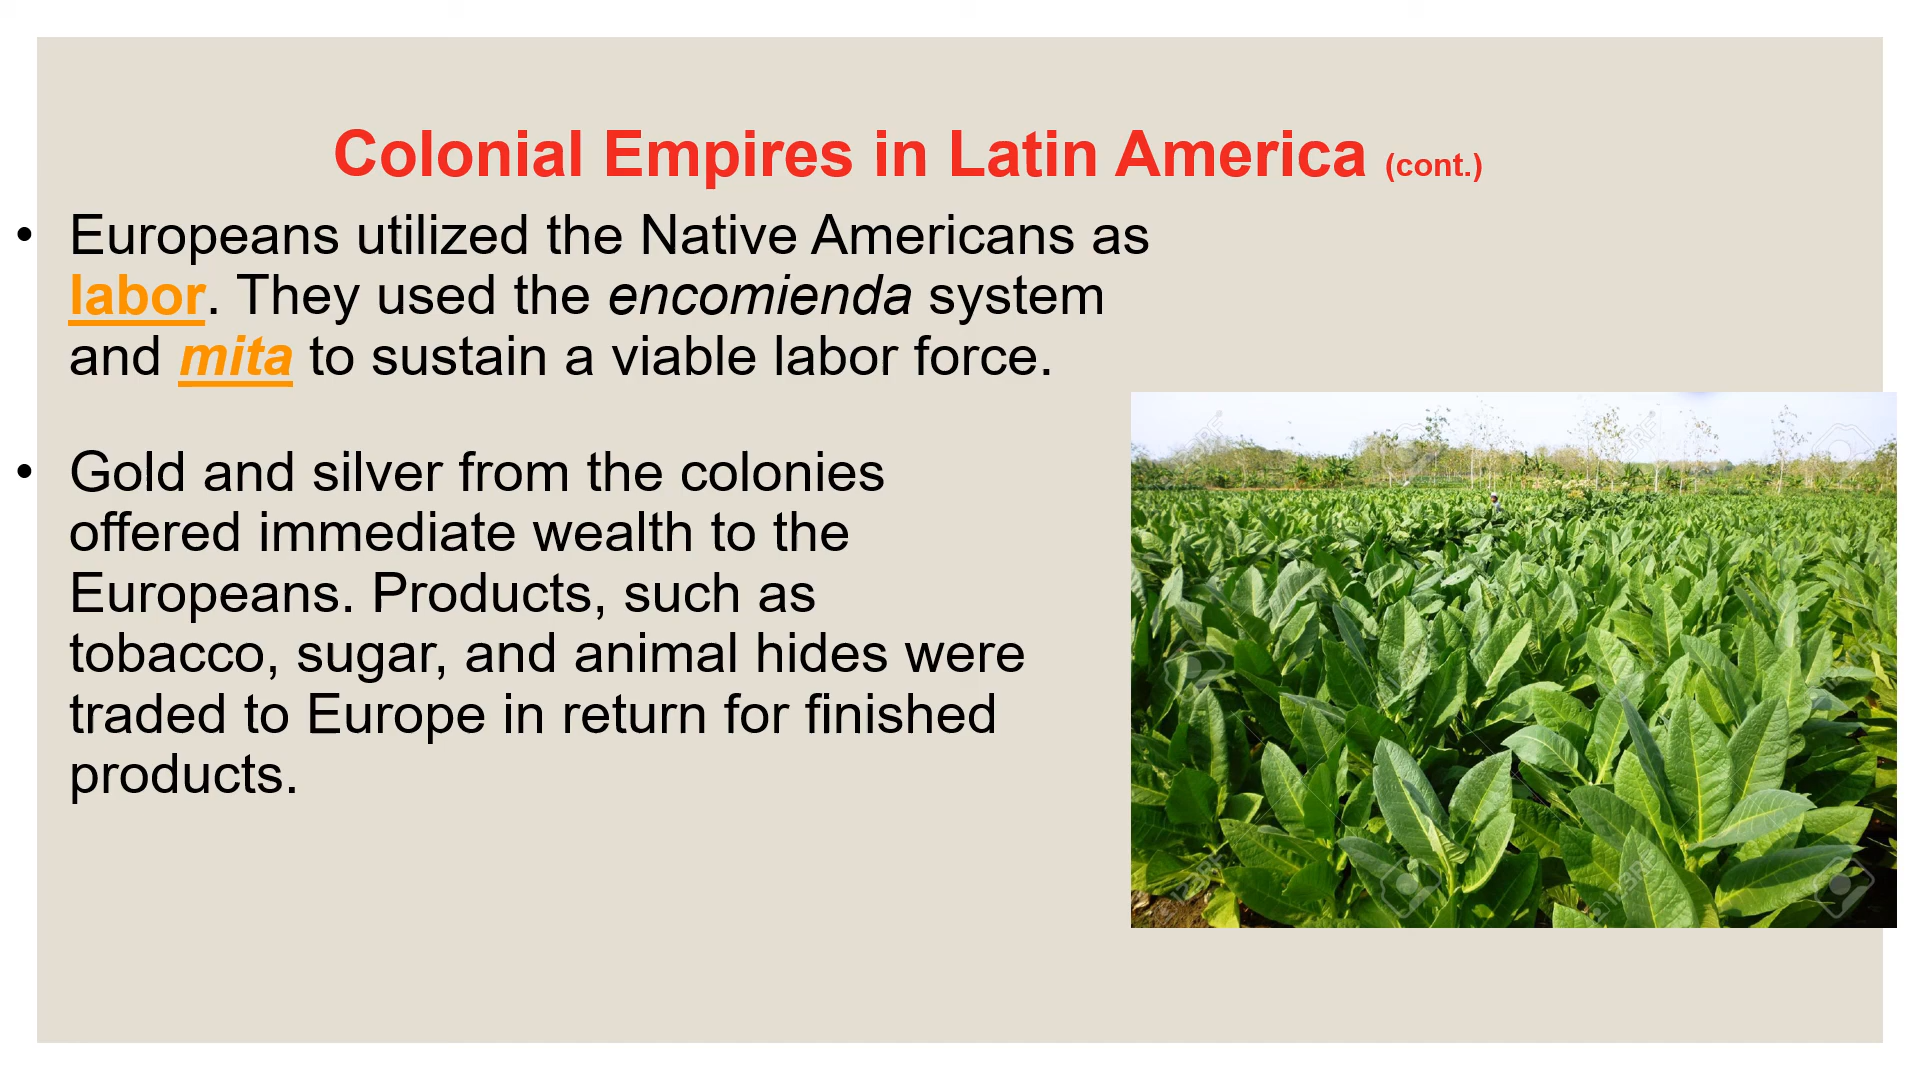 Colonial Empires in Latin America (cont.)
• Europeans utilized the Native Americans as
labor. They used the encomienda system
and mita to sustain a viable labor force.
• Gold and silver from the colonies
offered immediate wealth to the
Europeans. Products, such as
tobacco, sugar, and animal hides were
traded to Europe in return for finished
products.